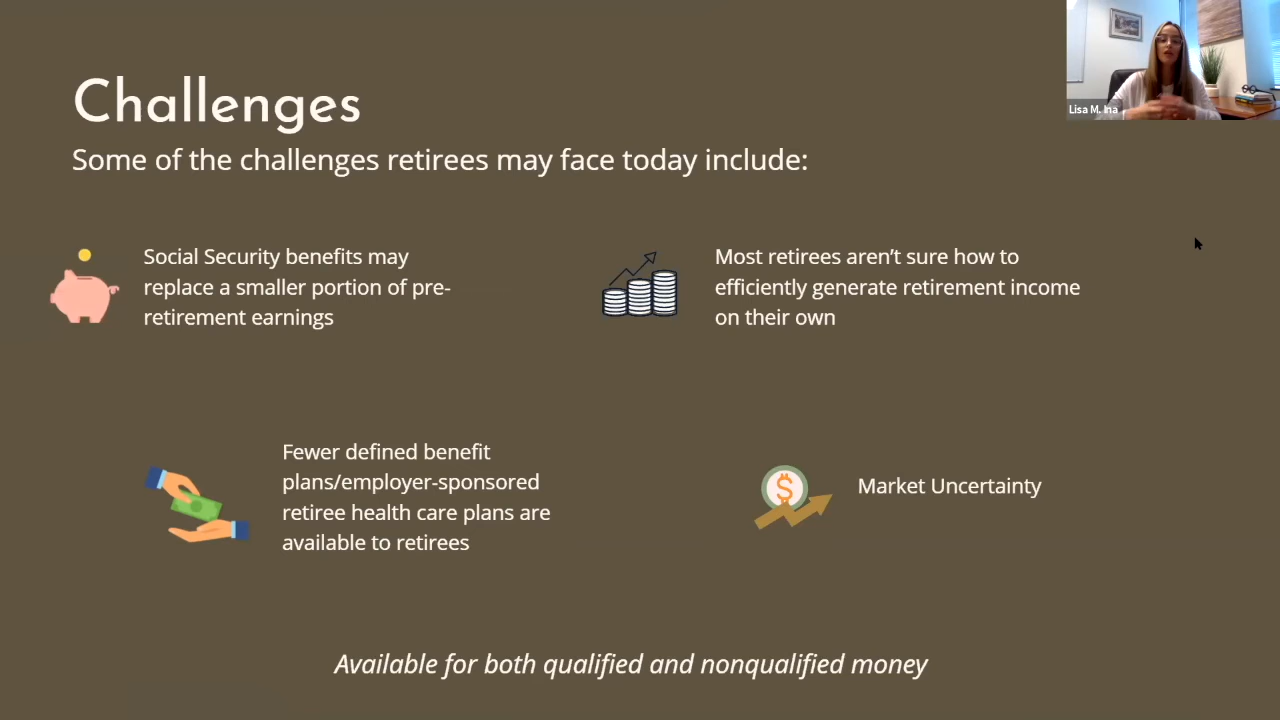 Challenges
Some of the challenges retirees may face today include:
Social Security benefits may
replace a smaller portion of pre-
retirement earnings
Most retirees aren’t sure how to
efficiently generate retirement income
on their own
Fewer defined benefit
plans/employer-sponsored
retiree health care plans are
available to retirees
$
Market Uncertainty
Available for both qualified and nonqualified money
Lisa M. Ina